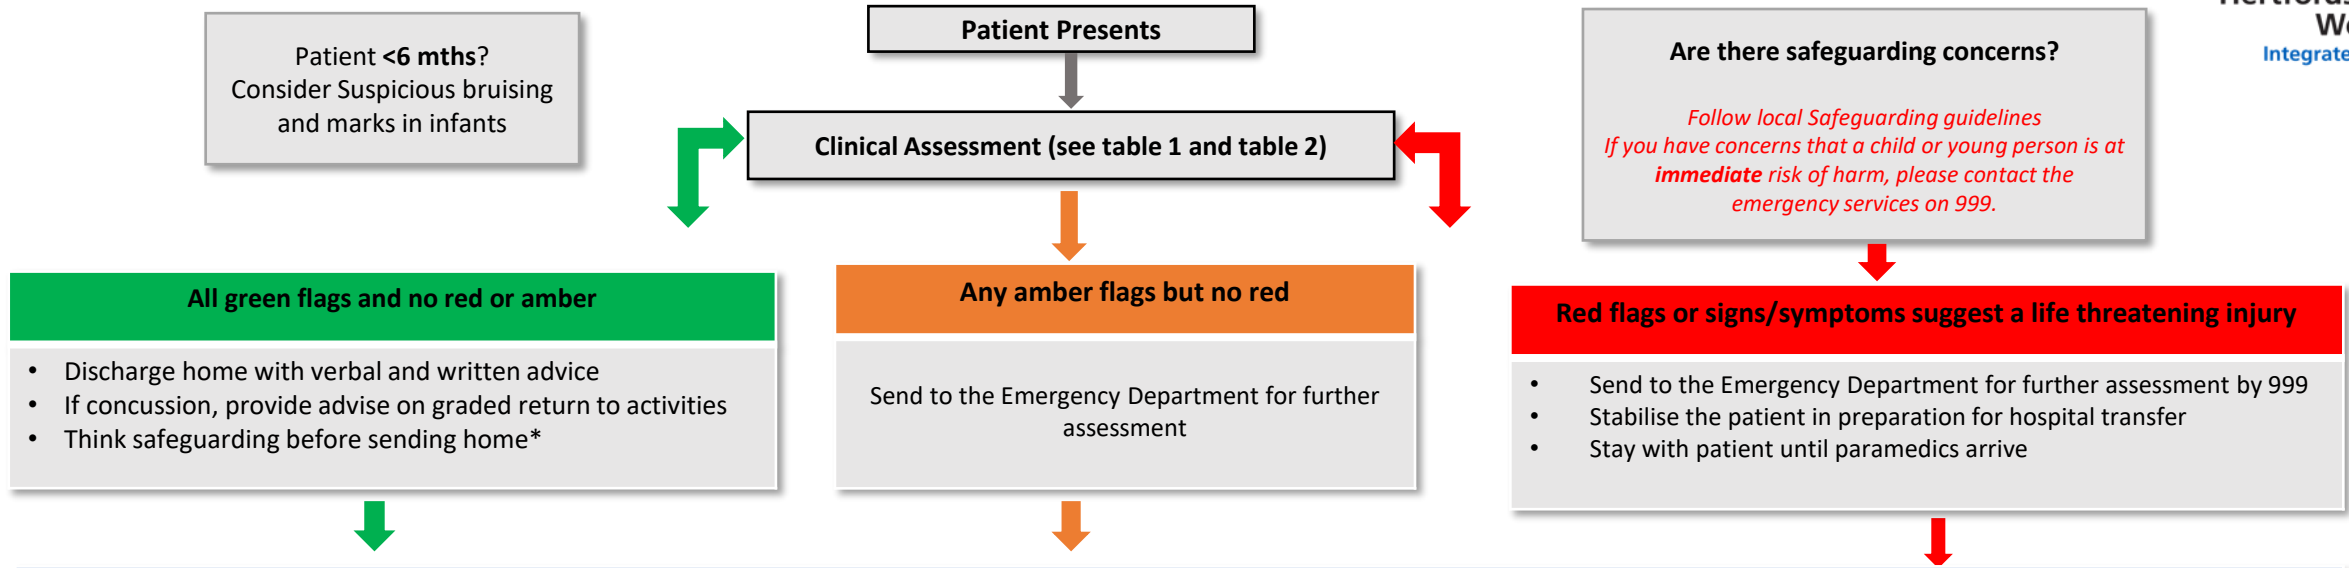 Patient <6 mths?
Consider Suspicious bruising
and marks in infants
Patient Presents
Clinical Assessment (see table 1 and table 2)
Are there safeguarding concerns?
Follow local Safeguarding guidelines
If you have concerns that a child or young person is at
immediate risk of harm, please contact the
emergency services on 999.
All green flags and no red or amber
• Discharge home with verbal and written advice
• If concussion, provide advise on graded return to activities
• Think safeguarding before sending home*
Any amber flags but no red
Send to the Emergency Department for further
assessment
Red flags or signs/symptoms suggest a life threatening injury
• Send to the Emergency Department for further assessment by 999
• Stabilise the patient in preparation for hospital transfer
• Stay with patient until paramedics arrive